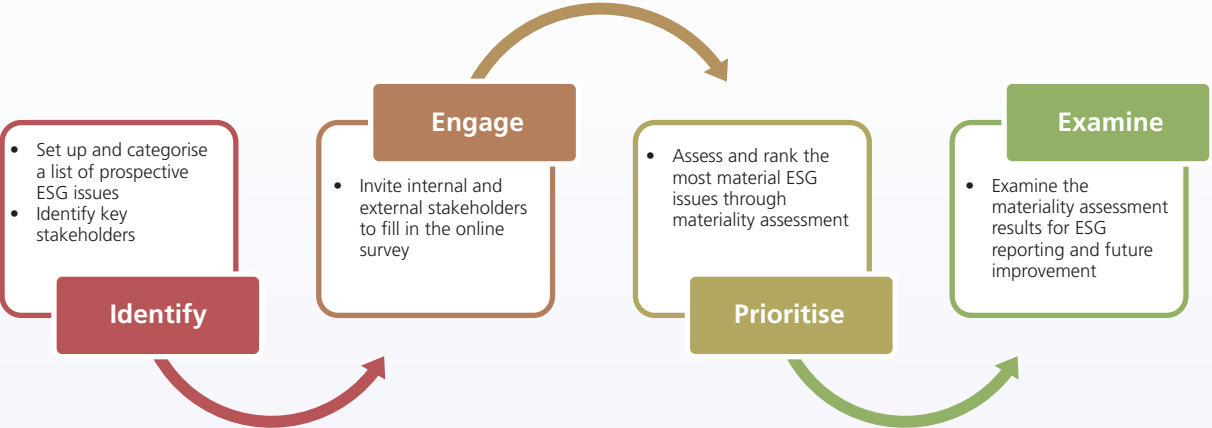 • Set up and categorise
a list of prospective
ESG issues
• Identify key
stakeholders
Identify
Engage
• Invite internal and
external stakeholders
to fill in the online
survey
• Assess and rank the
most material ESG
issues through
materiality assessment
Prioritise
Examine
• Examine the
materiality assessment
results for ESG
reporting and future
improvement